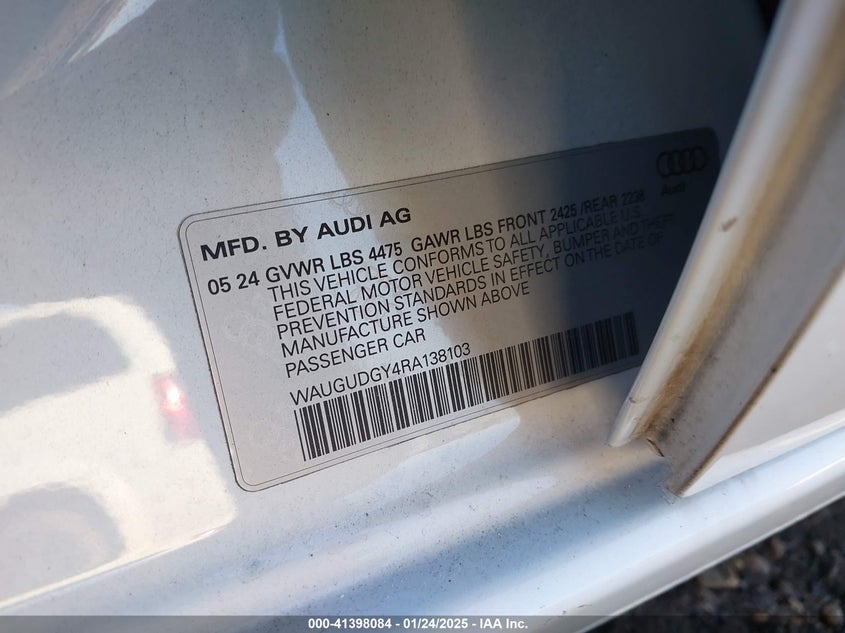 Audi
MFD. BY AUDI AG
05 24 GVWR LBS 4475 GAWR LBS FRONT 2425 /REAR 2238
THIS VEHICLE CONFORMS TO ALL APPLICABLE U.S.
FEDERAL MOTOR VEHICLE SAFETY, BUMPER AND THEFT
PREVENTION STANDARDS IN EFFECT ON THE DATE OF
MANUFACTURE SHOWN ABOVE
PASSENGER CAR
WAUGUDGY4RA138103
000-41398084 - 01/24/2025 - IAA Inc.